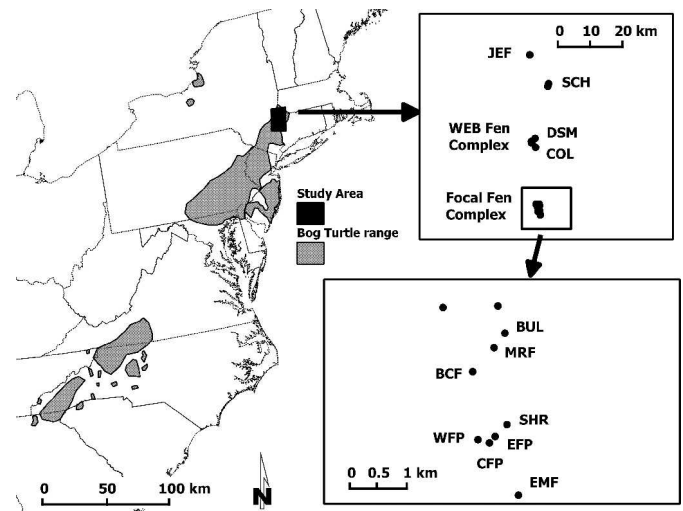 0 10 20 km
JEF
SCH
WEB Fen
Complex
DSM
COL
Focal Fen
Complex
Study Area
Bog Turtle range
BUL
MRF
BCF
SHR
WFP
EFP
CFP
EMF
0 0.5 1 km
0 50 100 km
N